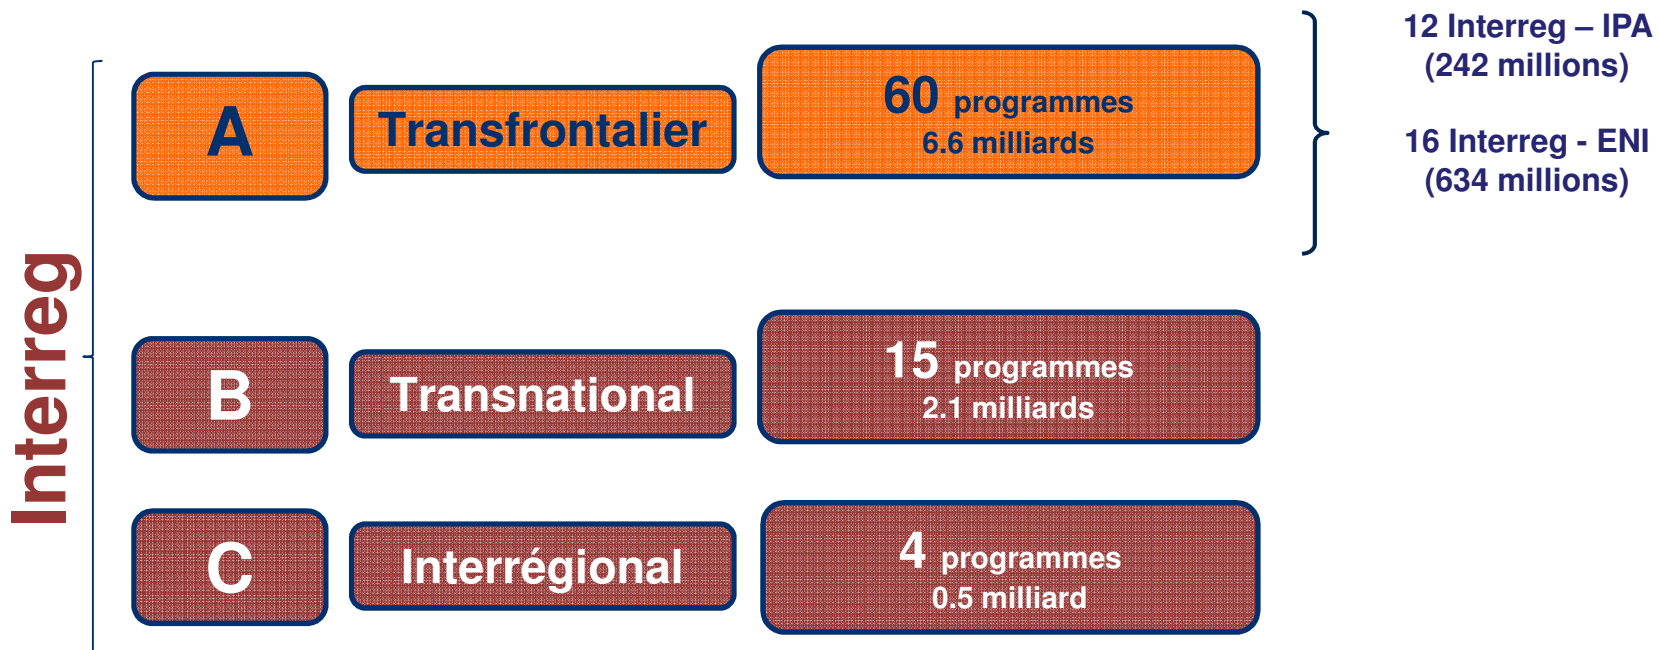 Interreg
A
Transfrontalier
60 programmes
6.6 milliards
12 Interreg – IPA
(242 millions)
16 Interreg - ENI
(634 millions)
B
Transnational
15 programmes
2.1 milliards
C
Interrégional
4 programmes
0.5 milliard